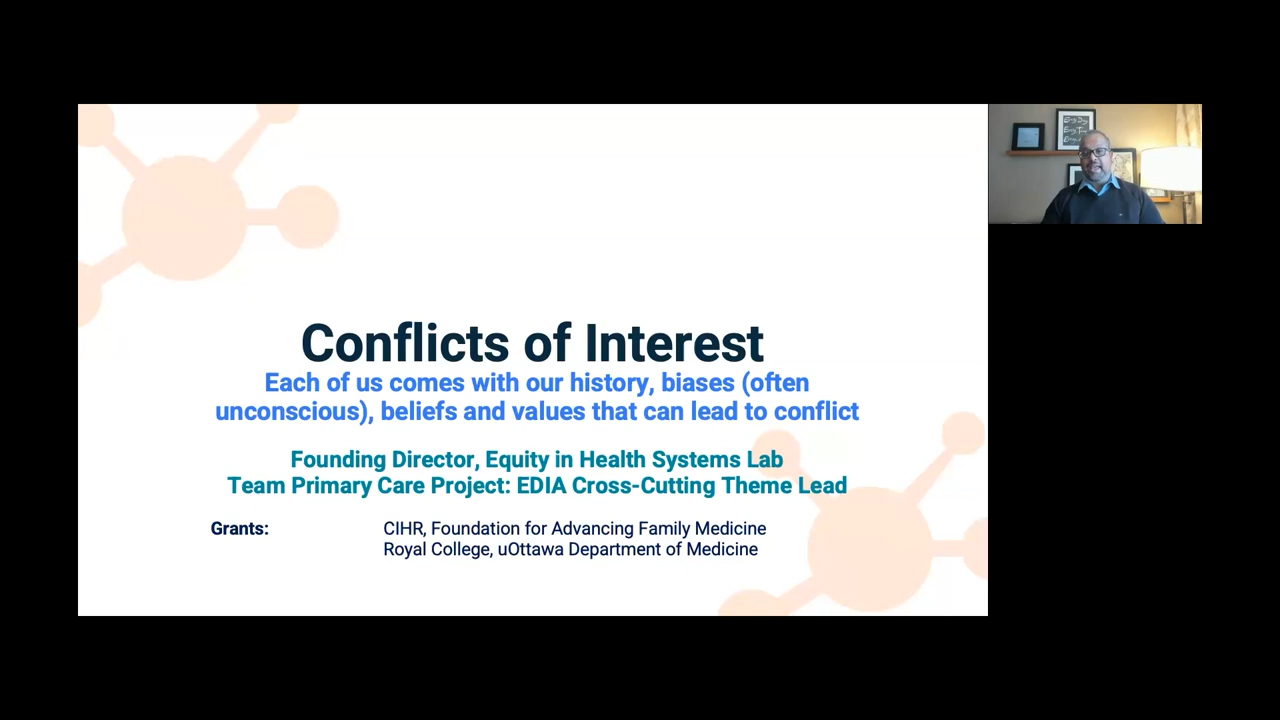 Conflicts of Interest
Each of us comes with our history, biases (often
unconscious), beliefs and values that can lead to conflict
Founding Director, Equity in Health Systems Lab
Team Primary Care Project: EDIA Cross-Cutting Theme Lead
Grants: CIHR, Foundation for Advancing Family Medicine
Royal College, uOttawa Department of Medicine
Every Day